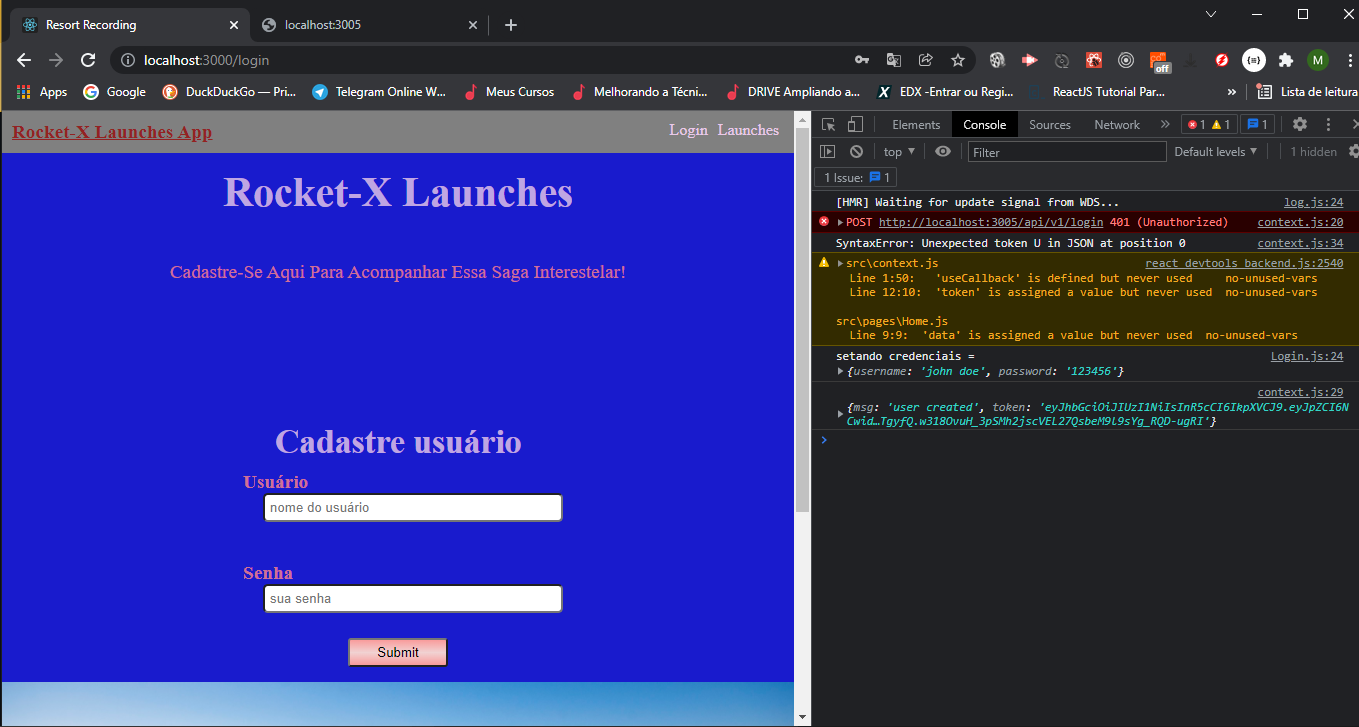 Resort Recording
localhost:3005
localhost:3000/login
off
M
Apps
Google
DuckDuckGo — Pri...
Telegram Online W...
Meus Cursos
Melhorando a Técni...
DRIVE Ampliando a...
EDX -Entrar ou Regi...
ReactJS Tutorial Par...
»
Lista de leitura
Rocket-X Launches App
Login Launches
Rocket-X Launches
Cadastre-Se Aqui Para Acompanhar Essa Saga Interestelar!
Cadastre usuário
Usuário
nome do usuário
Senha
sua senha
Submit
Elements Console Sources Network » 1 1 1
top Filter Default levels 1 hidden
1 Issue: 1
[HMR] Waiting for update signal from WDS... log.js:24
POST http://localhost:3005/api/v1/login 401 (Unauthorized) context.js:20
SyntaxError: Unexpected token U in JSON at position 0 context.js:34
src\context.js react devtools backend.js:2540
Line 1:50: 'useCallback' is defined but never used no-unused-vars
Line 12:10: 'token' is assigned a value but never used no-unused-vars
src\pages\Home.js
Line 9:9: 'data' is assigned a value but never used no-unused-vars
setando credenciais = Login.js:24
{username: 'john doe', password: '123456'}
context.js:29
{msg: 'user created', token: 'eyJhbGciOiJIUzI1NiIsInR5cCI6IkpXVCJ9.eyJpZCI6N
Cwid…TgyfQ.w318OvuH_3pSMh2jscVEL27QsbeM9l9sYg_RQD-ugRI'}